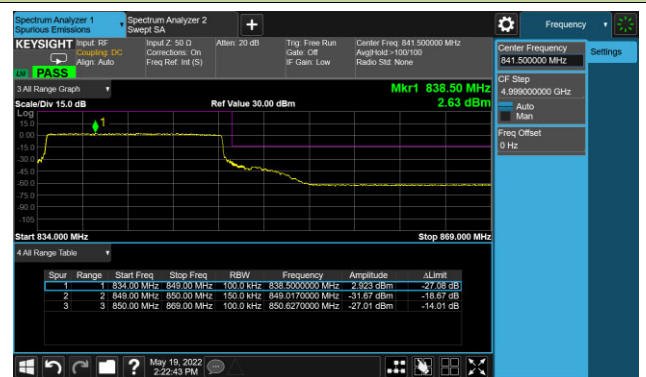 Spectrum Analyzer 1
Spurious Emissions
Spectrum Analyzer 2
Swept SA
Frequency
KEYSIGHT
Input: RF
Coupling: DC
Align: Auto
Input Z: 50 Ω
Corrections: On
Freq Ref: Int (S)
Atten: 20 dB
Trig: Free Run
Gate: Off
IF Gain: Low
Center Freq: 841.500000 MHz
Avg|Hold:>100/100
Radio Std: None
PASS
Center Frequency
841.500000 MHz
Settings
CF Step
4.999000000 GHz
Auto
Man
Freq Offset
0 Hz
3 All Range Graph
Mkr1 838.50 MHz
Scale/Div 15.0 dB
Ref Value 30.00 dBm
2.63 dBm
Log
15.0
0.00
-15.0
-30.0
-45.0
-60.0
-75.0
-90.0
-105
1
Start 834.000 MHz
Stop 869.000 MHz
4 All Range Table
Spur Range Start Freq Stop Freq RBW Frequency Amplitude ΔLimit
1 1 834.00 MHz 849.00 MHz 100.0 kHz 838.5000000 MHz 2.923 dBm -27.08 dB
2 2 849.00 MHz 850.00 MHz 150.0 kHz 849.0170000 MHz -31.67 dBm -18.67 dB
3 3 850.00 MHz 869.00 MHz 100.0 kHz 850.6270000 MHz -27.01 dBm -14.01 dB
May 19, 2022
2:22:43 PM